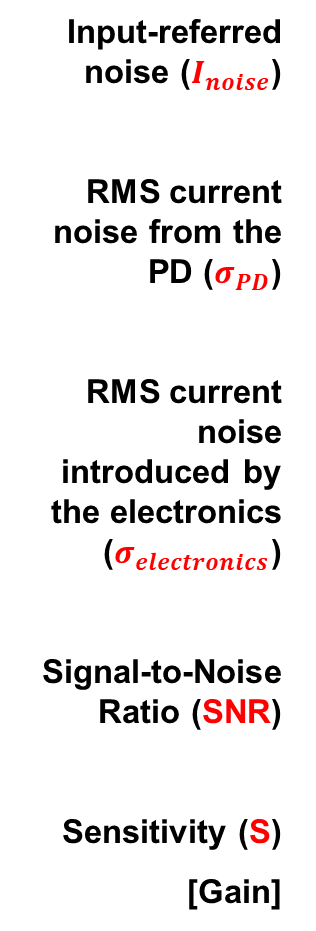 Input-referred
noise (I_noise)
RMS current
noise from the
PD (σ_PD)
RMS current
noise
introduced by
the electronics
(σ_electronics)
Signal-to-Noise
Ratio (SNR)
Sensitivity (S)
[Gain]